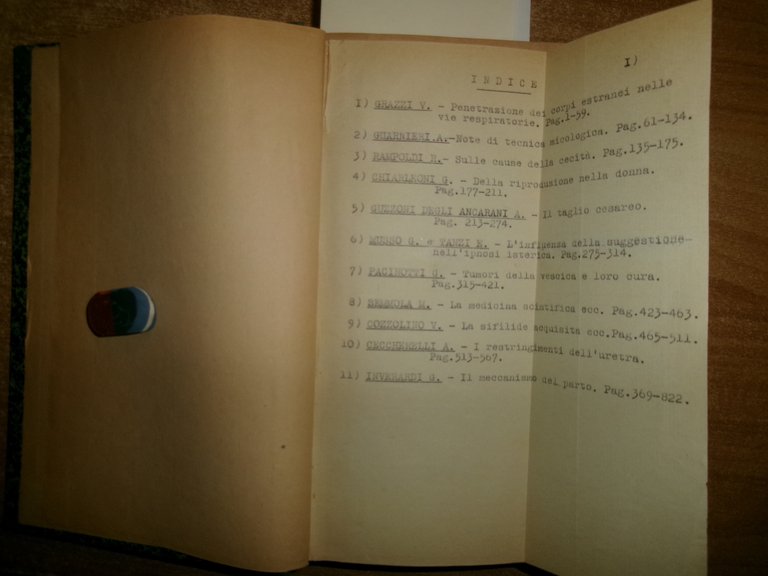 I)
INDICE
1) GRAZZI V. - Penetrazione dei corpi estranei nelle
vie respiratorie. Pag.1-59.
2) GUARNIERI.A.-Note di tecnica micologica. Pag.61-134.
3) RAMPOLDI R.- Sulle cause della cecità. Pag.135-175.
4) CHIARLEONI G. - Della riproduzione nella donna.
Pag.177-211.
5) GUZZONI DEGLI ANCARANI A. - Il taglio cesareo.
Pag. 213-274.
6) MUSSO G. e TANZI E. - L'influenza della suggestione-
nell'ipnosi isterica. Pag.275-314.
7) PACINOTTI G. - Tumori della vescica e loro cura.
Pag.315-421.
8) SEMMOLA M. - La medicina scintifica ecc. Pag.423-463.
9) COZZOLINO V. - La sifilide acquisita ecc.Pag.465-511.
10) CECCHERELLI A. - I restringimenti dell'uretra.
Pag.513-567.
11) INVERARDI G. - Il meccanismo del parto. Pag.369-822.